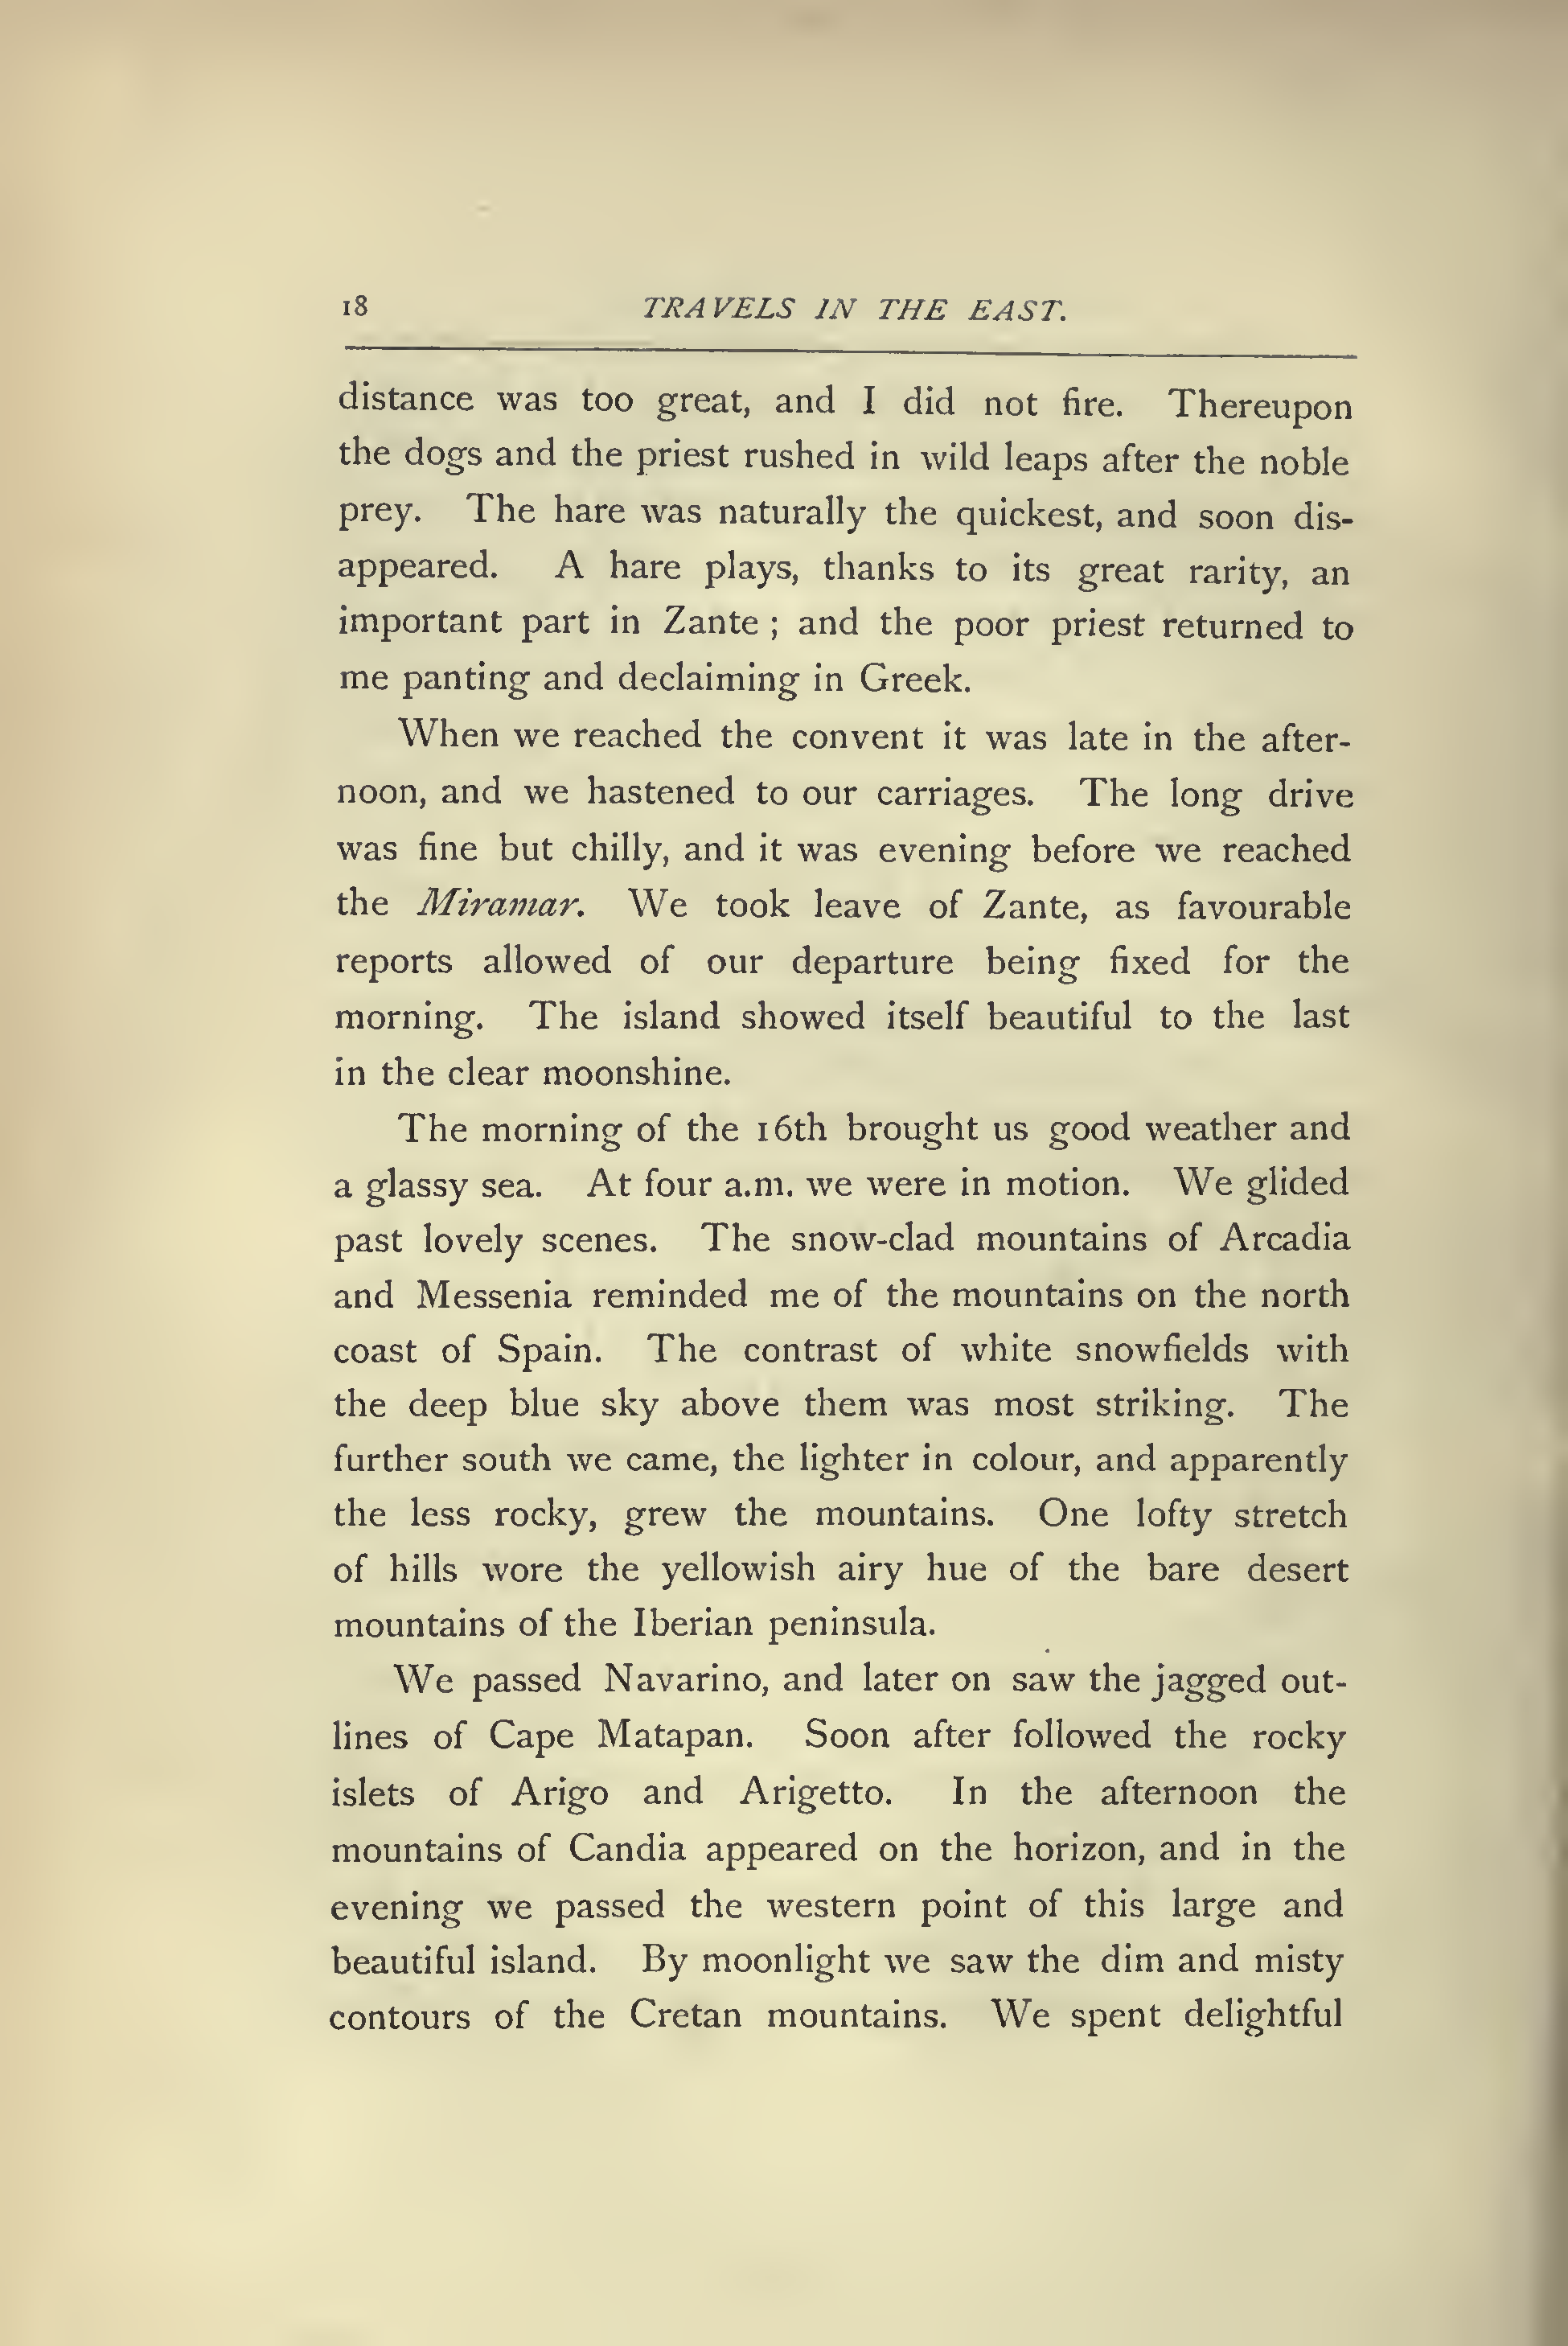 18 TRAVELS IN THE EAST.
distance was too great, and I did not fire. Thereupon
the dogs and the priest rushed in wild leaps after the noble
prey. The hare was naturally the quickest, and soon dis-
appeared. A hare plays, thanks to its great rarity, an
important part in Zante ; and the poor priest returned to
me panting and declaiming in Greek.
When we reached the convent it was late in the after-
noon, and we hastened to our carriages. The long drive
was fine but chilly, and it was evening before we reached
the Miramar. We took leave of Zante, as favourable
reports allowed of our departure being fixed for the
morning. The island showed itself beautiful to the last
in the clear moonshine.
The morning of the 16th brought us good weather and
a glassy sea. At four a.m. we were in motion. We glided
past lovely scenes. The snow-clad mountains of Arcadia
and Messenia reminded me of the mountains on the north
coast of Spain. The contrast of white snowfields with
the deep blue sky above them was most striking. The
further south we came, the lighter in colour, and apparently
the less rocky, grew the mountains. One lofty stretch
of hills wore the yellowish airy hue of the bare desert
mountains of the Iberian peninsula.
We passed Navarino, and later on saw the jagged out-
lines of Cape Matapan. Soon after followed the rocky
islets of Arigo and Arigetto. In the afternoon the
mountains of Candia appeared on the horizon, and in the
evening we passed the western point of this large and
beautiful island. By moonlight we saw the dim and misty
contours of the Cretan mountains. We spent delightful